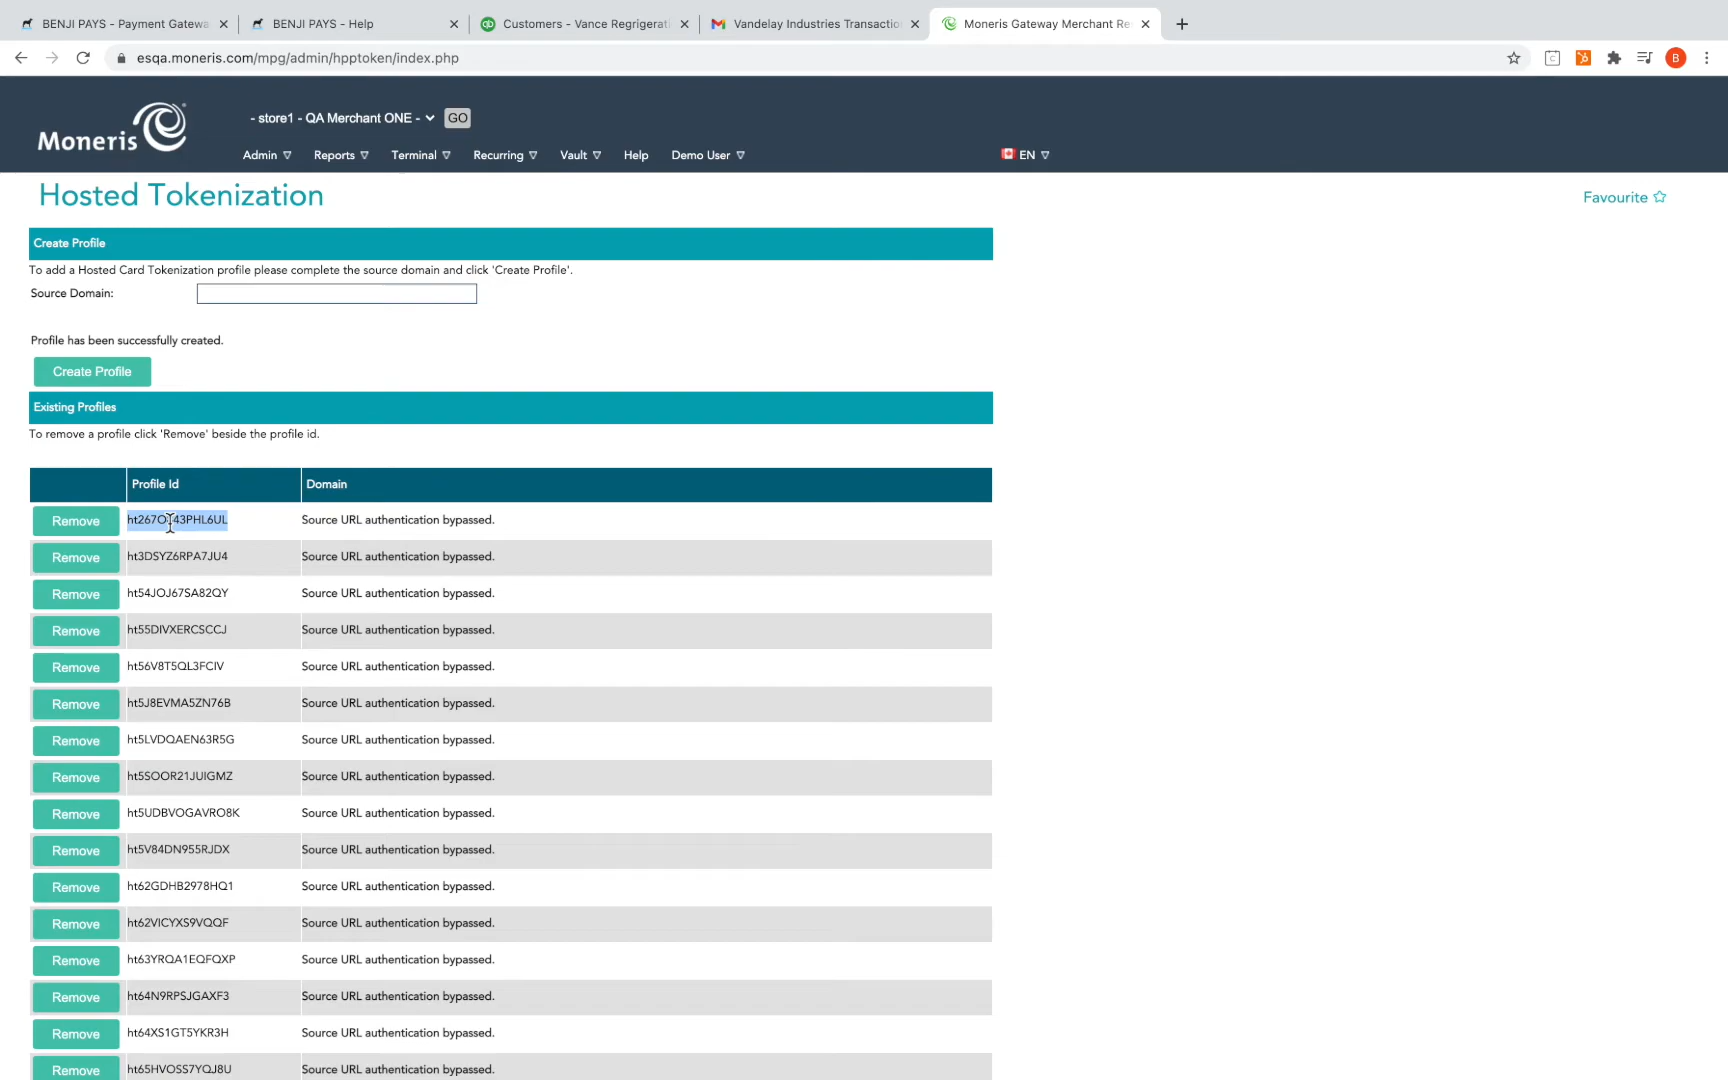 BENJI PAYS - Payment Gatewa
BENJI PAYS - Help
Customers - Vance Regrigerati
Vandelay Industries Transactio
Moneris Gateway Merchant Re
esqa.moneris.com/mpg/admin/hpptoken/index.php
B
Moneris
- store1 - QA Merchant ONE -
GO
Admin
Reports
Terminal
Recurring
Vault
Help
Demo User
EN
Hosted Tokenization
Favourite
Create Profile
To add a Hosted Card Tokenization profile please complete the source domain and click 'Create Profile'.
Source Domain:
Profile has been successfully created.
Create Profile
Existing Profiles
To remove a profile click 'Remove' beside the profile id.
Profile Id Domain
Remove Source URL authentication bypassed.
Remove ht3DSYZ6RPA7JU4 Source URL authentication bypassed.
Remove ht54JOJ67SA82QY Source URL authentication bypassed.
Remove ht55DIVXERCSCCJ Source URL authentication bypassed.
Remove ht56V8T5QL3FCIV Source URL authentication bypassed.
Remove ht5J8EVMA5ZN76B Source URL authentication bypassed.
Remove ht5LVDQAEN63R5G Source URL authentication bypassed.
Remove ht5SOOR21JUIGMZ Source URL authentication bypassed.
Remove ht5UDBVOGAVRO8K Source URL authentication bypassed.
Remove ht5V84DN955RJDX Source URL authentication bypassed.
Remove ht62GDHB2978HQ1 Source URL authentication bypassed.
Remove ht62VICYXS9VQQF Source URL authentication bypassed.
Remove ht63YRQA1EQFQXP Source URL authentication bypassed.
Remove ht64N9RPSJGAXF3 Source URL authentication bypassed.
Remove ht64XS1GT5YKR3H Source URL authentication bypassed.
Remove ht65HVOSS7YQJ8U Source URL authentication bypassed.